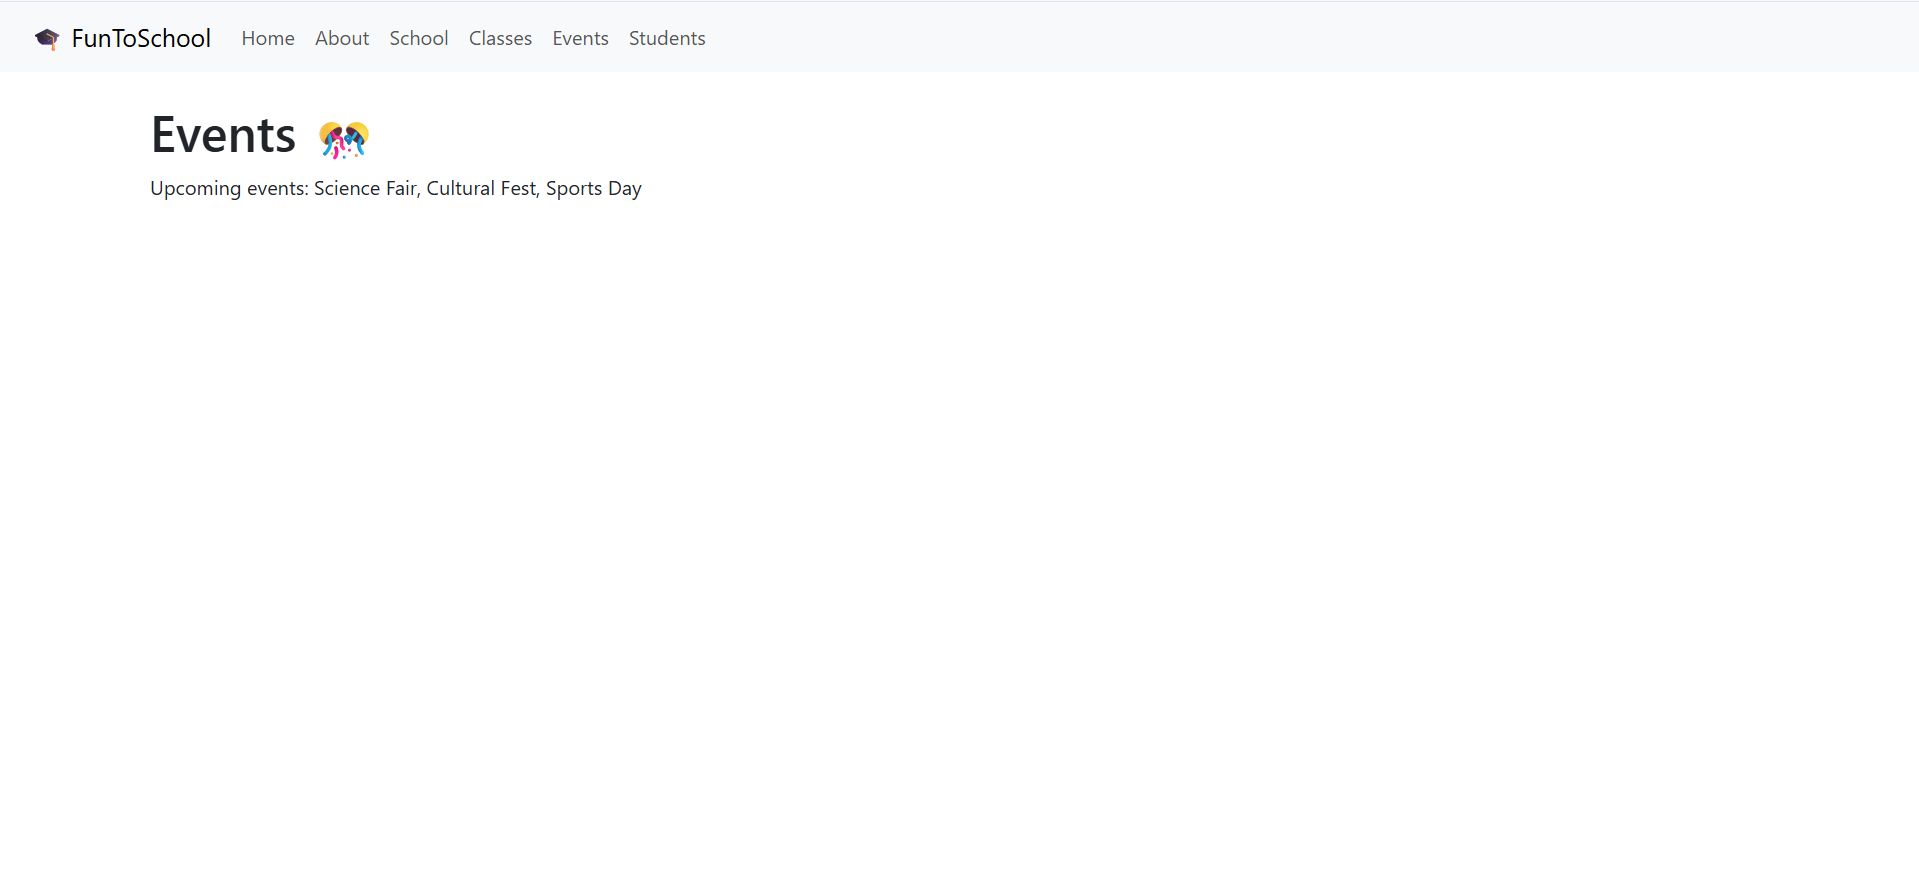 🎓 FunToSchool Home About School Classes Events Students
Events 🎊
Upcoming events: Science Fair, Cultural Fest, Sports Day